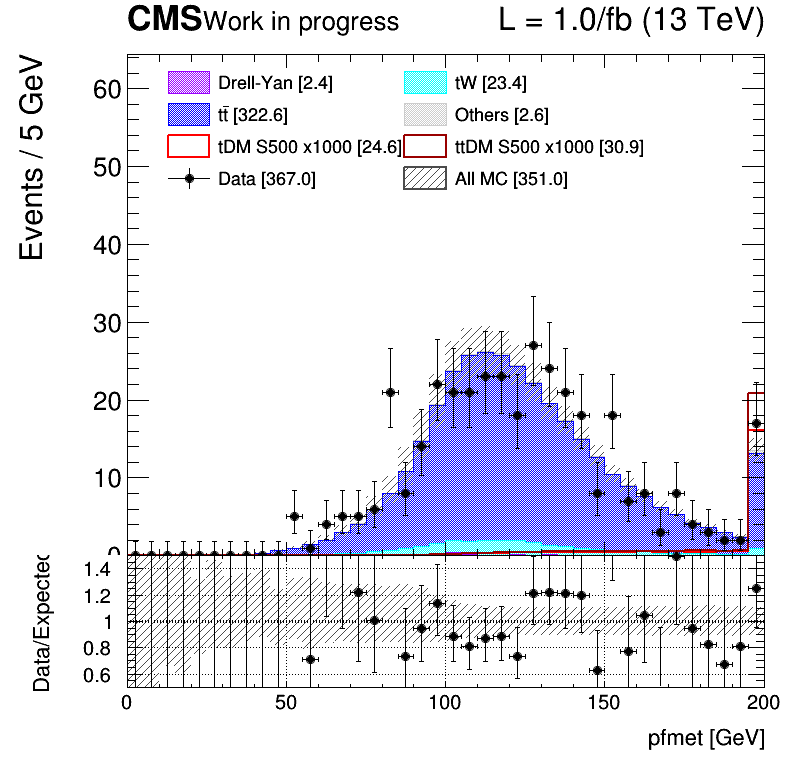 CMS Work in progress L = 1.0/fb (13 TeV)
Events / 5 GeV
Drell-Yan [2.4] tW [23.4]
tt̄ [322.6] Others [2.6]
tDM S500 x1000 [24.6] ttDM S500 x1000 [30.9]
Data [367.0] All MC [351.0]
60
50
40
30
20
10
0
Data/Expected
1.4
1.2
1
0.8
0.6
0 50 100 150 200
pfmet [GeV]